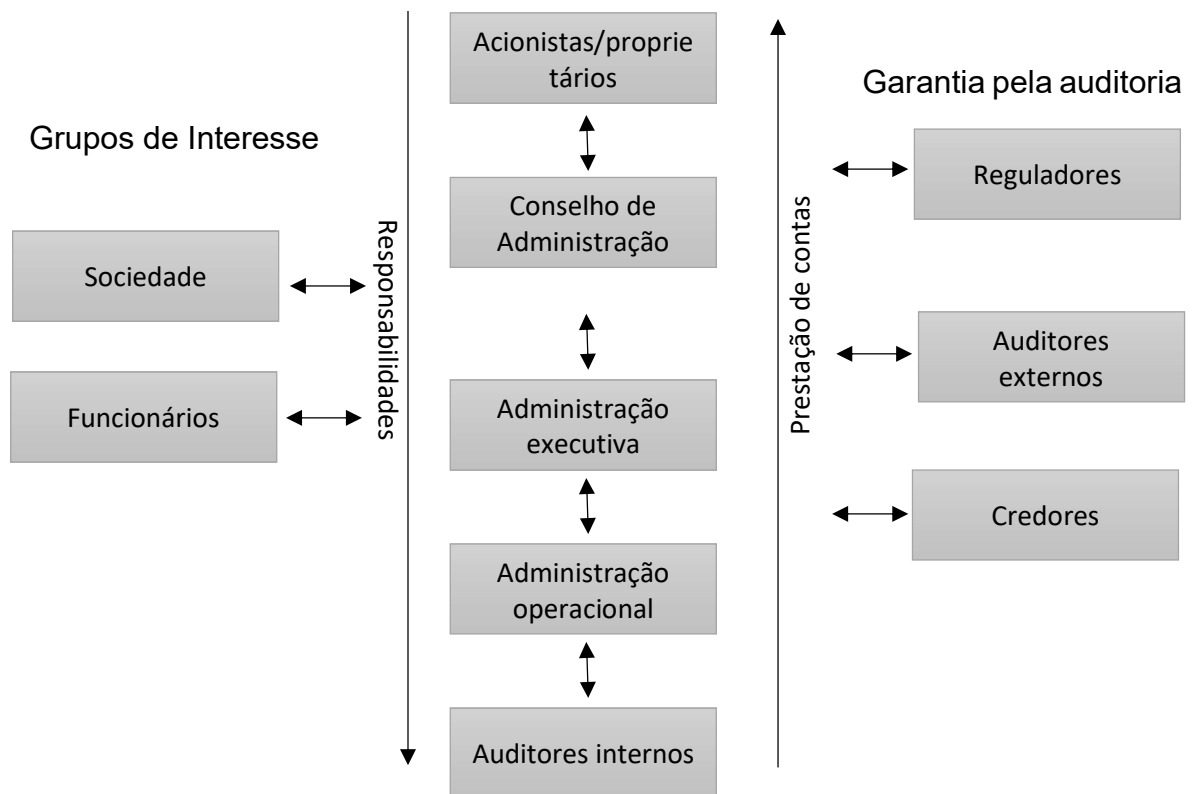 Acionistas/proprie
tários
Garantia pela auditoria
Grupos de Interesse
Reguladores
Conselho de
Administração
Sociedade
Responsabilidades
Prestação de contas
Auditores
externos
Funcionários
Administração
executiva
Credores
Administração
operacional
Auditores internos